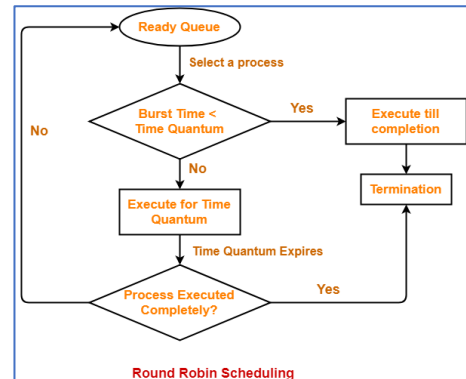 Ready Queue
Select a process
Burst Time <
Time Quantum
Yes
Execute till
completion
No
No
Execute for Time
Quantum
Termination
Time Quantum Expires
Process Executed
Completely?
Yes
Round Robin Scheduling